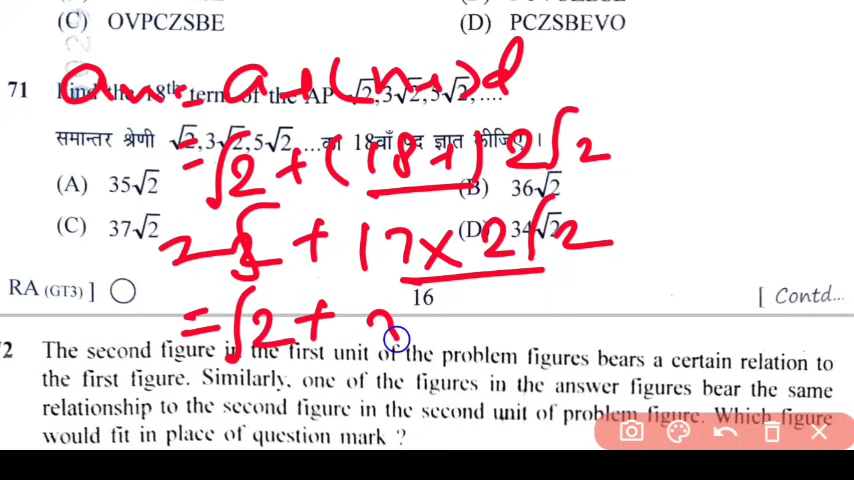 (C) OVPCZSBE
(D) PCZSBEVO
an = a + (n-1)d
71 Find the 18th term of the AP √2, 3√2, 5√2, ....
समान्तर श्रेणी √2, 3√2, 5√2, ... का 18वाँ पद ज्ञात कीजिए।
= √2 + (18-1) 2√2
(A) 35√2
(B) 36√2
+ 17 × 2√2
(C) 37√2
(D) 34√2
RA (GT3) ]
16
[ Contd...
= √2 +
The second figure in the first unit of the problem figures bears a certain relation to
the first figure. Similarly, one of the figures in the answer figures bear the same
relationship to the second figure in the second unit of problem figure. Which figure
would fit in place of question mark ?